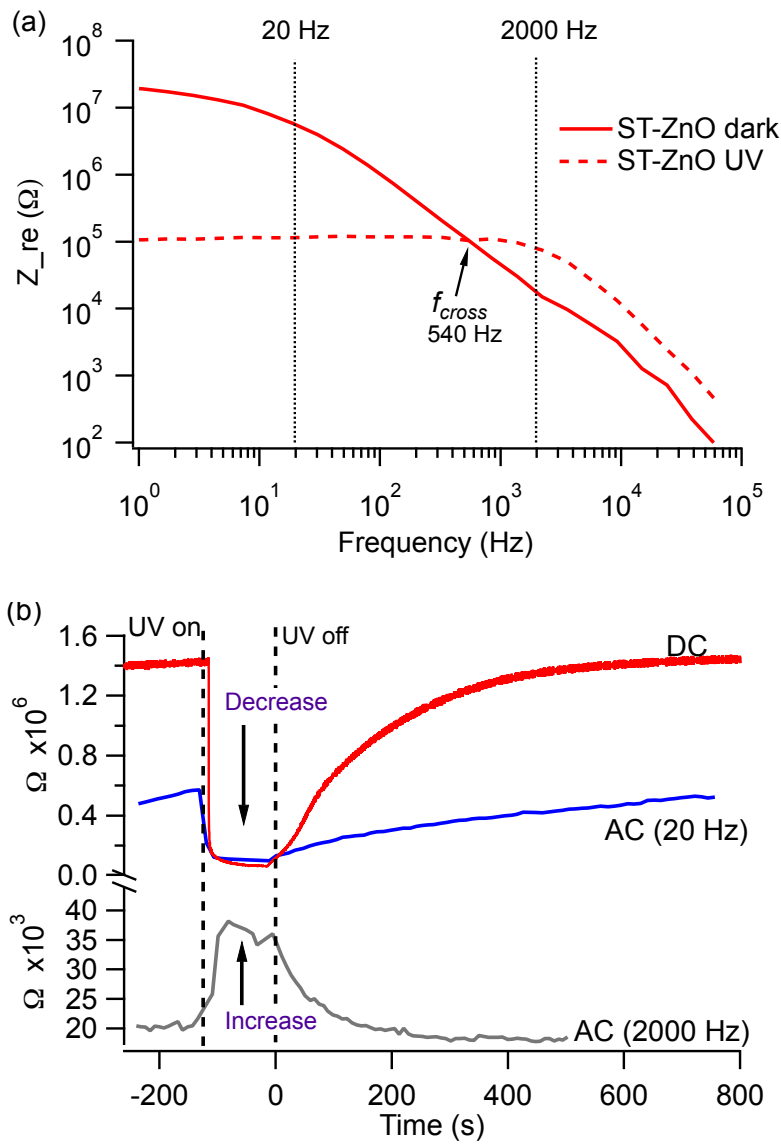 (a)
20 Hz
2000 Hz
10^8
10^7
10^6
10^5
10^4
10^3
10^2
Z_re (Ω)
ST-ZnO dark
ST-ZnO UV
f_cross
540 Hz
10^0
10^1
10^2
10^3
10^4
10^5
Frequency (Hz)
(b)
UV on
UV off
DC
1.6
1.2
0.8
0.4
0.0
Ω x10^6
Decrease
AC (20 Hz)
40
35
30
25
20
Ω x10^3
Increase
AC (2000 Hz)
-200
0
200
400
600
800
Time (s)